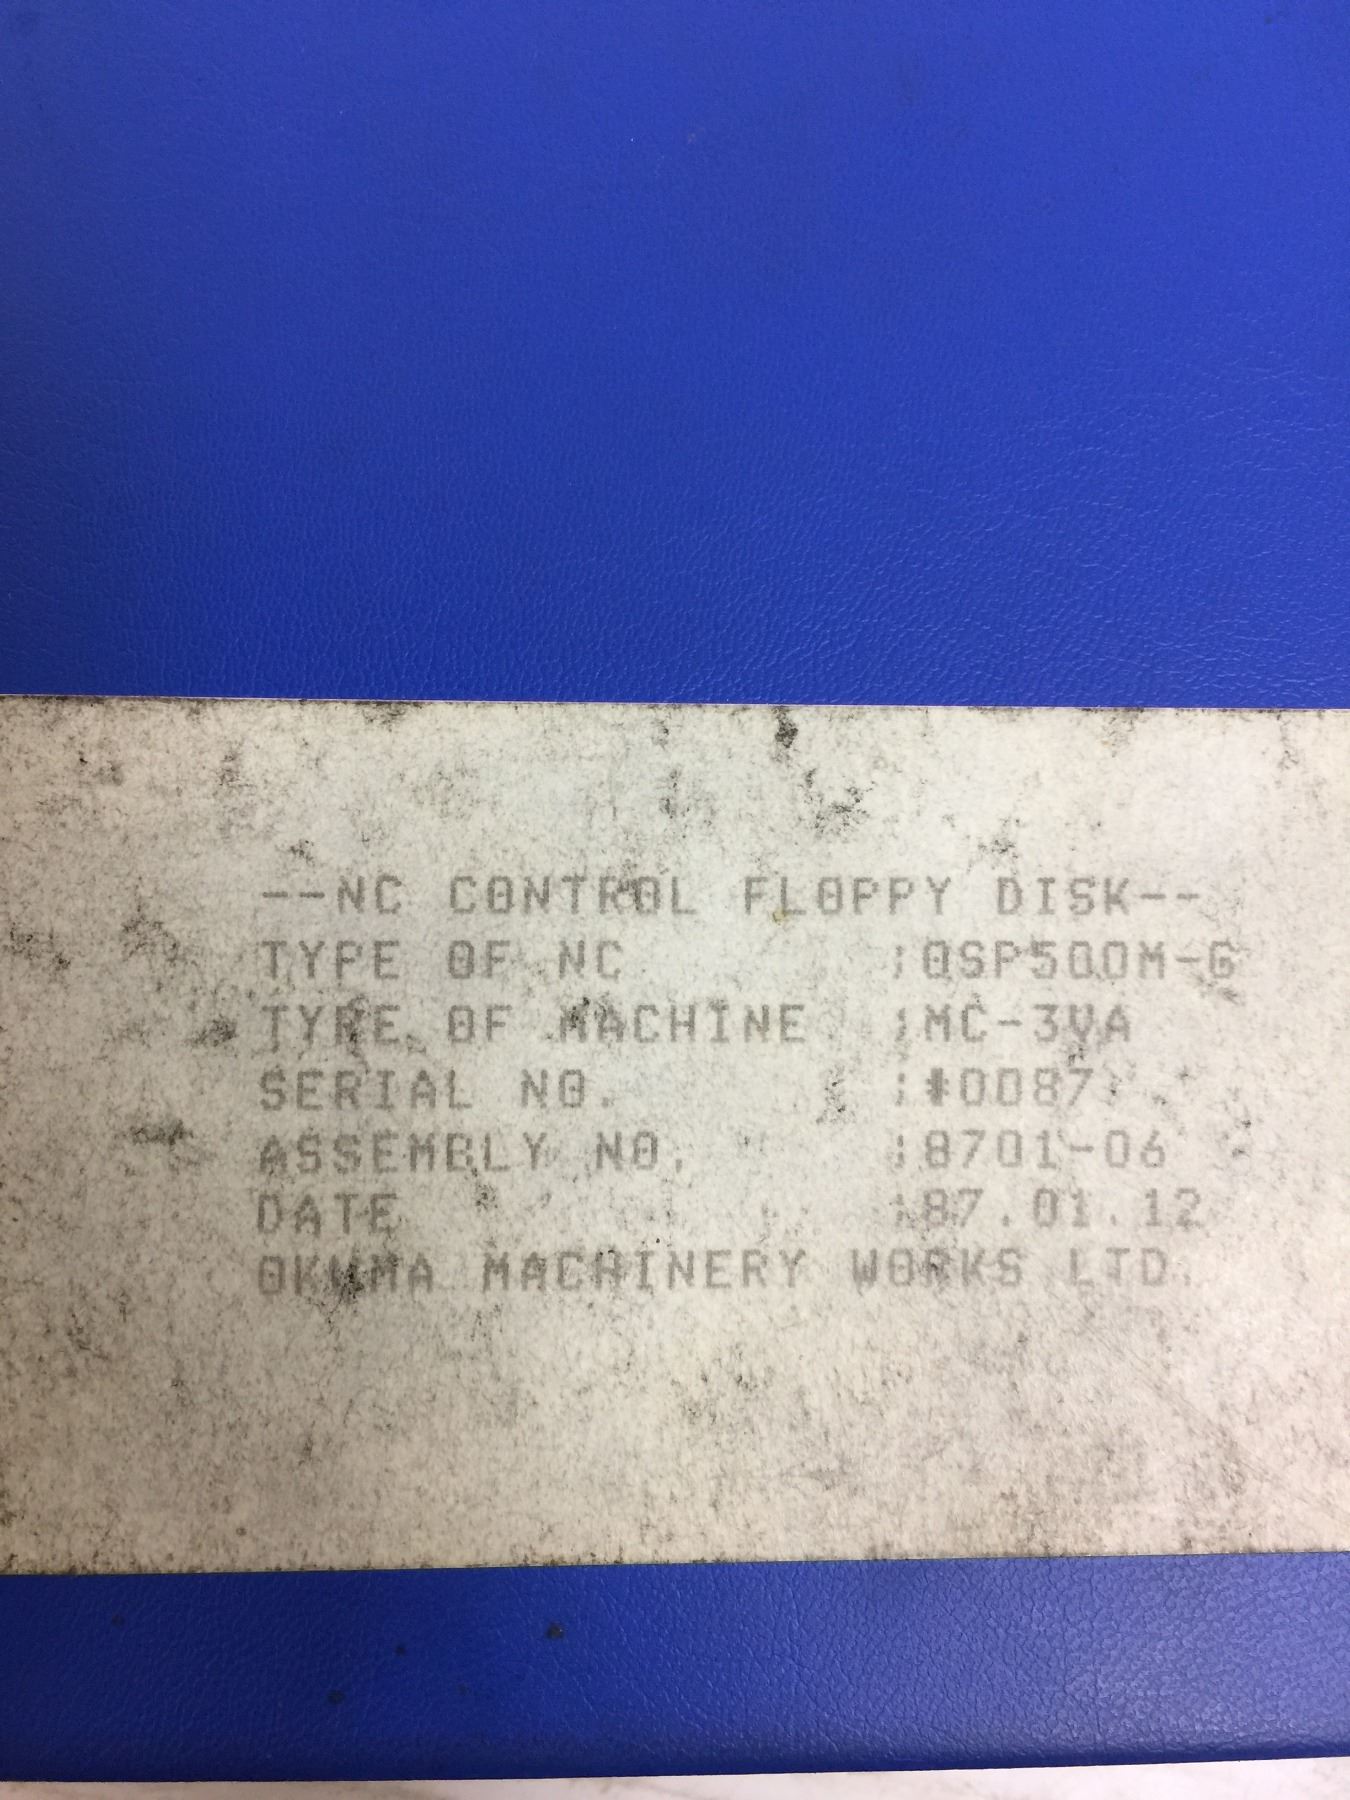 --NC CONTROL FLOPPY DISK--
TYPE OF NC :OSP500M-G
TYPE OF MACHINE :MC-3VA
SERIAL NO. :#0087
ASSEMBLY NO. :8701-06
DATE :87.01.12
OKUMA MACHINERY WORKS LTD.